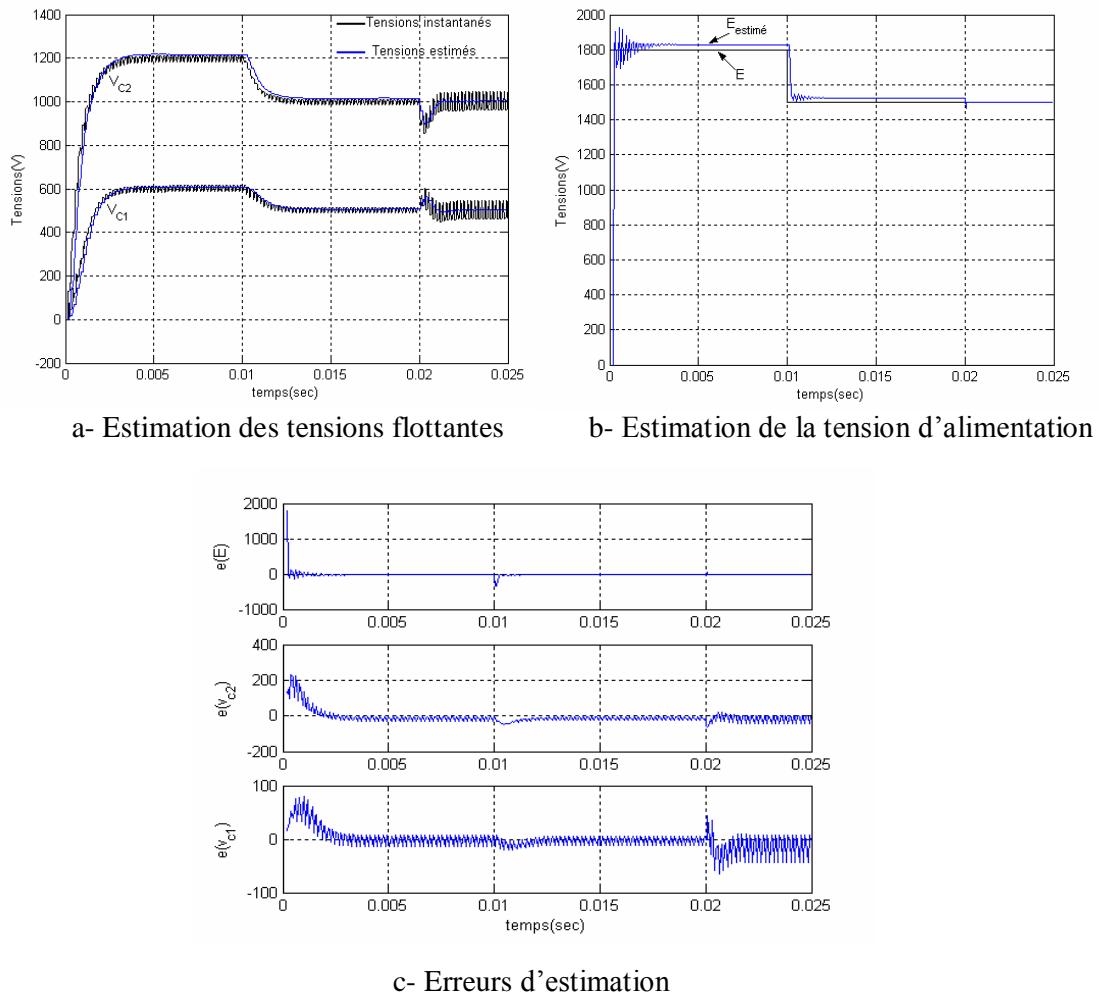 Tensions instantanés
Tensions estimés
1400
1200
1000
800
600
400
200
0
-200
Tensions(V)
V_C2
V_C1
0 0.005 0.01 0.015 0.02 0.025
temps(sec)
a- Estimation des tensions flottantes
2000
1800
1600
1400
1200
1000
800
600
400
200
0
Tensions(V)
E_estimé
E
0 0.005 0.01 0.015 0.02 0.025
temps(sec)
b- Estimation de la tension d’alimentation
2000
1000
0
-1000
e(E)
0 0.005 0.01 0.015 0.02 0.025
400
200
0
-200
e(v_c2)
0 0.005 0.01 0.015 0.02 0.025
100
0
-100
e(v_c1)
0 0.005 0.01 0.015 0.02 0.025
temps(sec)
c- Erreurs d’estimation